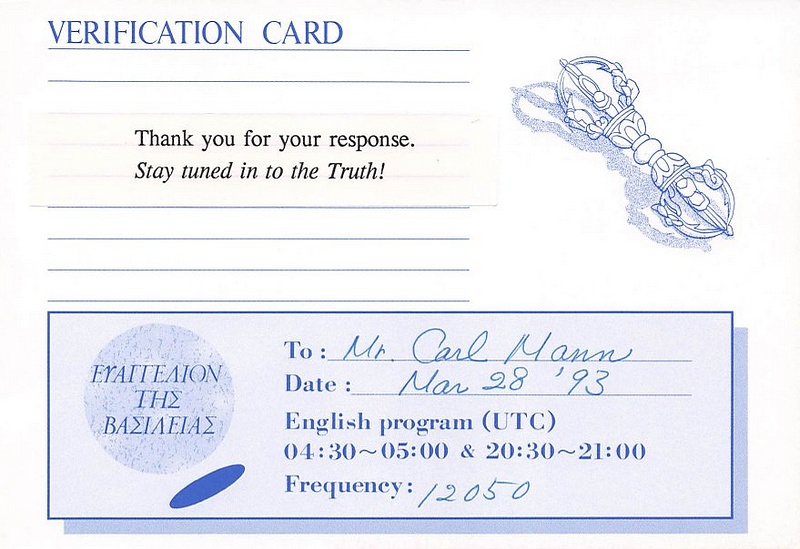 VERIFICATION CARD
Thank you for your response.
Stay tuned in to the Truth!
ΕΥΑΓΓΕΛΙΟΝ
ΤΗΣ
ΒΑΣΙΛΕΙΑΣ
To : Mr. Carl Mann
Date : Mar 28 '93
English program (UTC)
04:30~05:00 & 20:30~21:00
Frequency: 12050